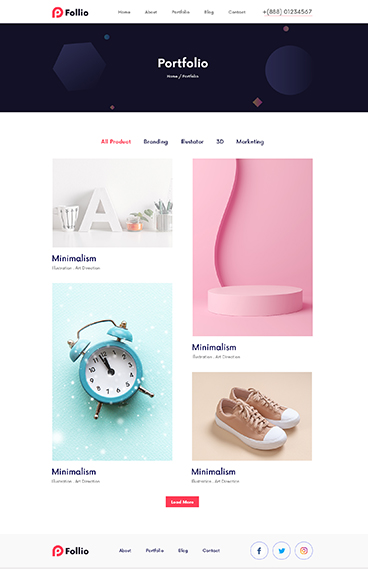 Follio Home About Portfolio Blog Contact +(888) 01234567
Portfolio
Home / Portfolio
All Product Branding Illustator 3D Marketing
A
Minimalism
Illustration . Art Direction
Minimalism
Illustration . Art Direction
Minimalism
Illustration . Art Direction
Minimalism
Illustration . Art Direction
Load More
Follio About Portfolio Blog Contact